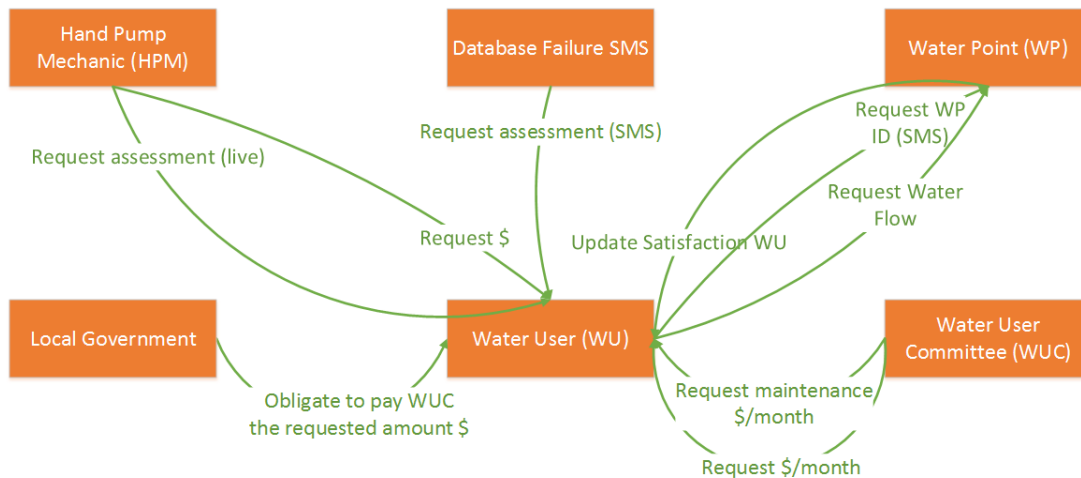 Hand Pump
Mechanic (HPM)
Database Failure SMS
Water Point (WP)
Request assessment (live)
Request assessment (SMS)
Request WP
ID (SMS)
Request Water
Flow
Request $
Update Satisfaction WU
Local Government
Water User (WU)
Water User
Committee (WUC)
Obligate to pay WUC
the requested amount $
Request maintenance
$/month
Request $/month